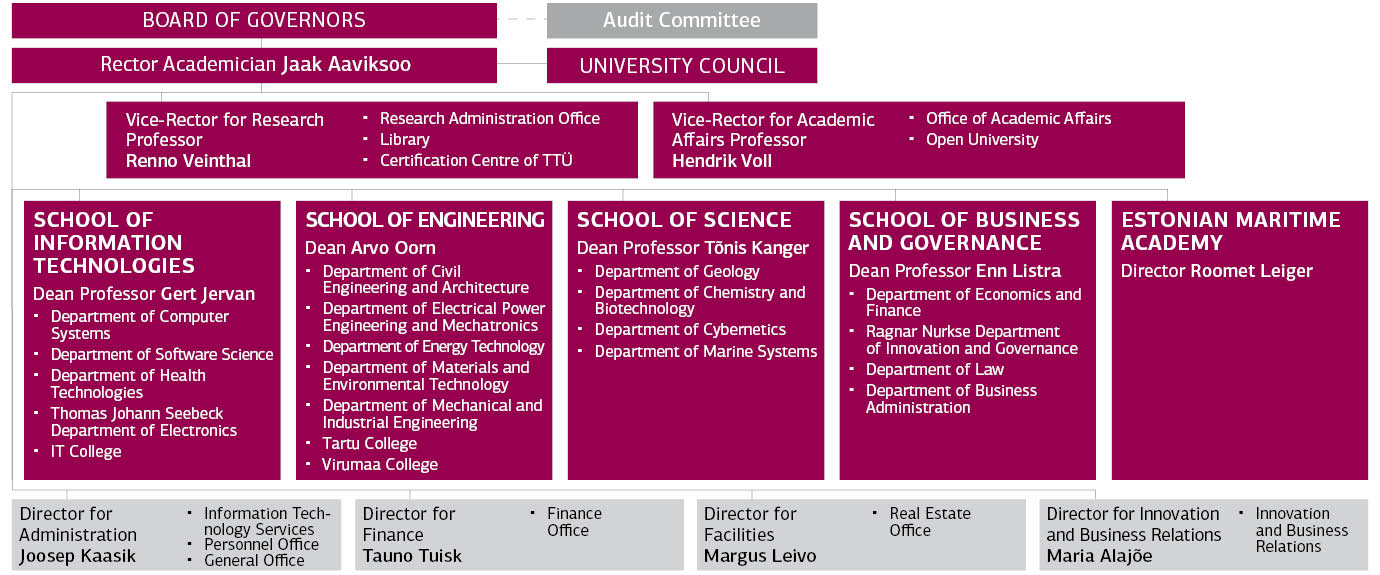 BOARD OF GOVERNORS
Audit Committee
Rector Academician Jaak Aaviksoo
UNIVERSITY COUNCIL
Vice-Rector for Research
Professor
Renno Veinthal
▪ Research Administration Office
▪ Library
▪ Certification Centre of TTÜ
Vice-Rector for Academic
Affairs Professor
Hendrik Voll
▪ Office of Academic Affairs
▪ Open University
SCHOOL OF
INFORMATION
TECHNOLOGIES
Dean Professor Gert Jervan
▪ Department of Computer
Systems
▪ Department of Software Science
▪ Department of Health
Technologies
▪ Thomas Johann Seebeck
Department of Electronics
▪ IT College
SCHOOL OF ENGINEERING
Dean Arvo Oorn
▪ Department of Civil
Engineering and Architecture
▪ Department of Electrical Power
Engineering and Mechatronics
▪ Department of Energy Technology
▪ Department of Materials and
Environmental Technology
▪ Department of Mechanical and
Industrial Engineering
▪ Tartu College
▪ Virumaa College
SCHOOL OF SCIENCE
Dean Professor Tõnis Kanger
▪ Department of Geology
▪ Department of Chemistry and
Biotechnology
▪ Department of Cybernetics
▪ Department of Marine Systems
SCHOOL OF BUSINESS
AND GOVERNANCE
Dean Professor Enn Listra
▪ Department of Economics and
Finance
▪ Ragnar Nurkse Department
of Innovation and Governance
▪ Department of Law
▪ Department of Business
Administration
ESTONIAN MARITIME
ACADEMY
Director Roomet Leiger
Director for
Administration
Joosep Kaasik
▪ Information Tech-
nology Services
▪ Personnel Office
▪ General Office
Director for
Finance
Tauno Tuisk
▪ Finance
Office
Director for
Facilities
Margus Leivo
▪ Real Estate
Office
Director for Innovation
and Business Relations
Maria Alajõe
▪ Innovation
and Business
Relations